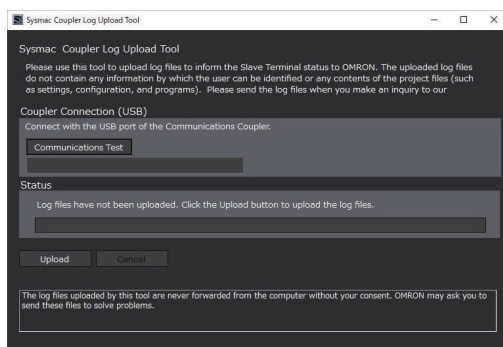 Sysmac Coupler Log Upload Tool
Sysmac Coupler Log Upload Tool
Please use this tool to upload log files to inform the Slave Terminal status to OMRON. The uploaded log files
do not contain any information by which the user can be identified or any contents of the project files (such
as settings, configuration, and programs). Please send the log files when you make an inquiry to our
Coupler Connection (USB)
Connect with the USB port of the Communications Coupler.
Communications Test
Status
Log files have not been uploaded. Click the Upload button to upload the log files.
Upload Cancel
The log files uploaded by this tool are never forwarded from the computer without your consent. OMRON may ask you to
send these files to solve problems.